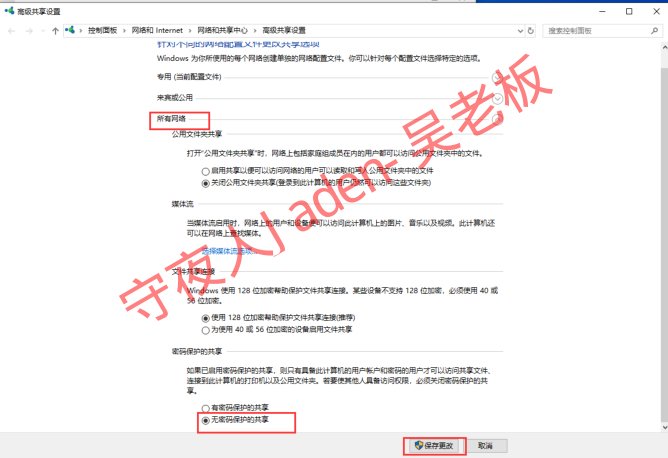 高级共享设置
控制面板 > 网络和 Internet > 网络和共享中心 > 高级共享设置
搜索控制面板
针对不同的网络配置文件更改共享选项
Windows 为你所使用的每个网络创建单独的网络配置文件。你可以针对每个配置文件选择特定的选项。
专用 (当前配置文件)
来宾或公用
所有网络
公用文件夹共享
打开“公用文件夹共享”时，网络上包括家庭组成员在内的用户都可以访问公用文件夹中的文件。
启用共享以便可以访问网络的用户可以读取和写入公用文件夹中的文件
关闭公用文件夹共享(登录到此计算机的用户仍然可以访问这些文件夹)
媒体流
当媒体流启用时，网络上的用户和设备便可以访问此计算机上的图片、音乐以及视频。此计算机还
可以在网络上查找媒体。
选择媒体流选项...
文件共享连接
Windows 使用 128 位加密帮助保护文件共享连接。某些设备不支持 128 位加密，必须使用 40 或
56 位加密。
使用 128 位加密帮助保护文件共享连接(推荐)
为使用 40 或 56 位加密的设备启用文件共享
密码保护的共享
如果已启用密码保护的共享，则只有具备此计算机的用户帐户和密码的用户才可以访问共享文件、
连接到此计算机的打印机以及公用文件夹。若要使其他人具备访问权限，必须关闭密码保护的共
享。
有密码保护的共享
无密码保护的共享
保存更改
取消
守夜人J aden-吴老板